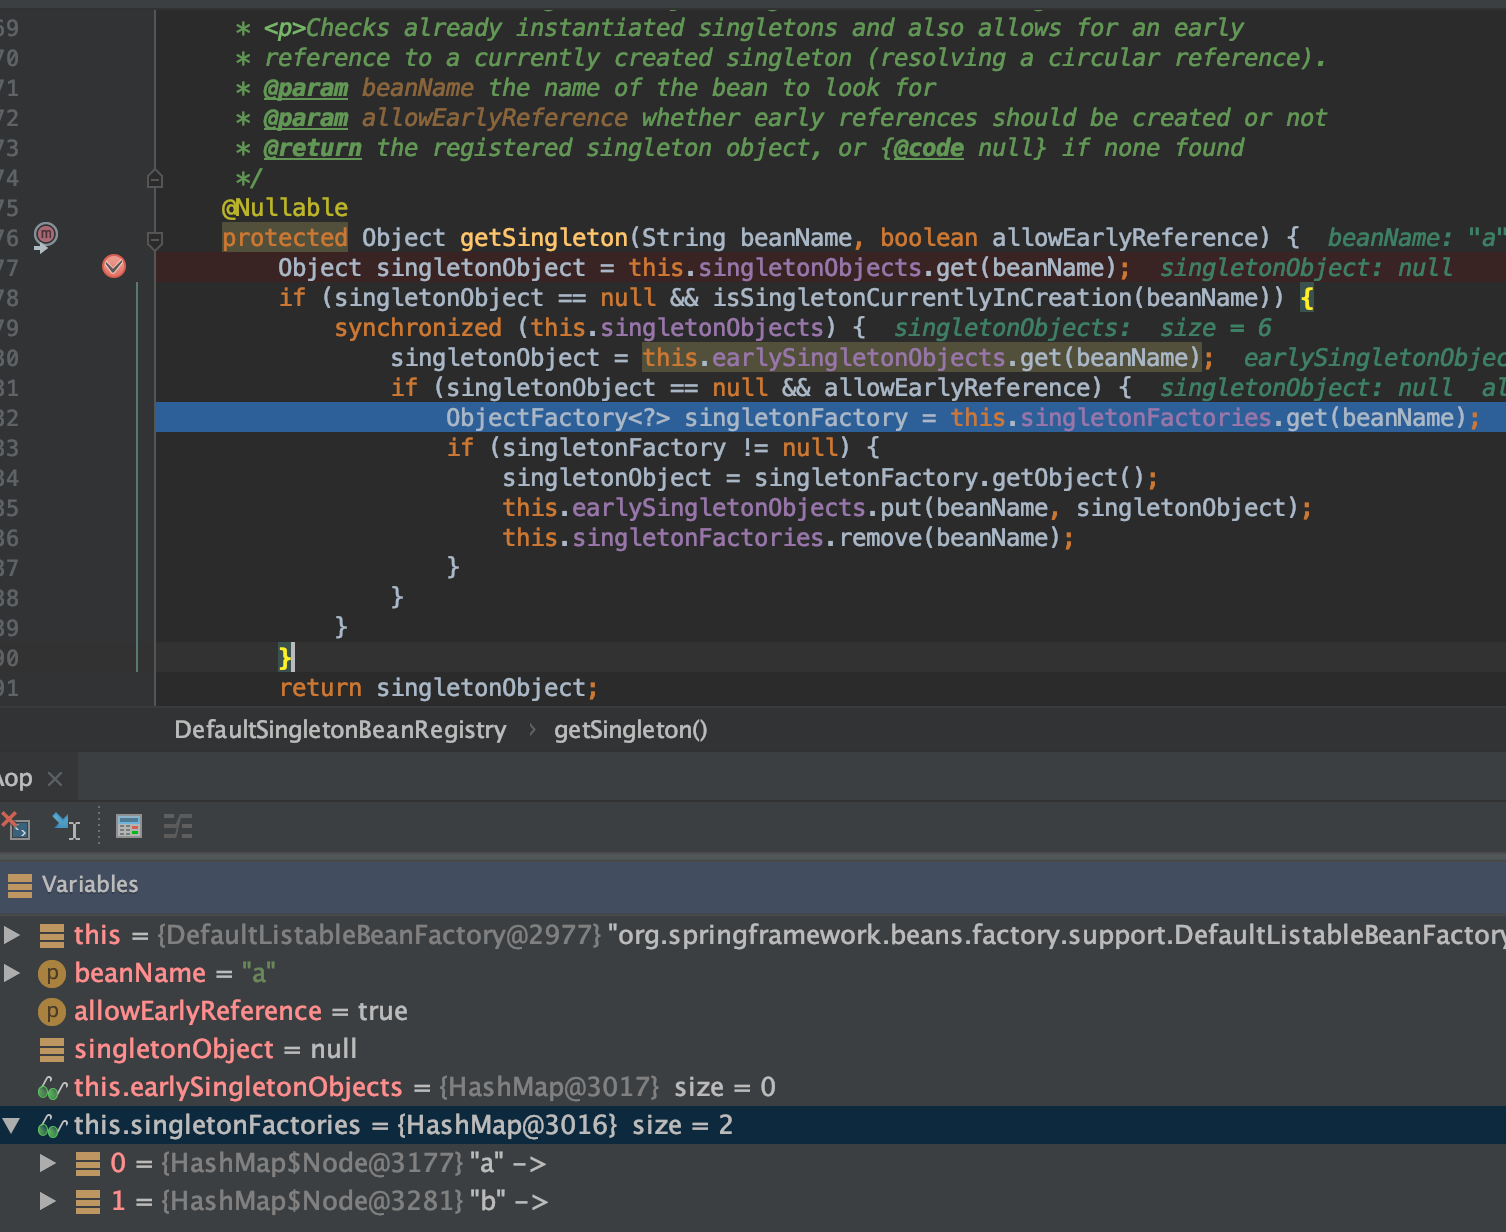 69 * <p>Checks already instantiated singletons and also allows for an early
70 * reference to a currently created singleton (resolving a circular reference).
71 * @param beanName the name of the bean to look for
72 * @param allowEarlyReference whether early references should be created or not
73 * @return the registered singleton object, or {@code null} if none found
74 */
75 @Nullable
76 protected Object getSingleton(String beanName, boolean allowEarlyReference) { beanName: "a"
77 Object singletonObject = this.singletonObjects.get(beanName); singletonObject: null
78 if (singletonObject == null && isSingletonCurrentlyInCreation(beanName)) {
79 synchronized (this.singletonObjects) { singletonObjects: size = 6
80 singletonObject = this.earlySingletonObjects.get(beanName); earlySingletonObjec
81 if (singletonObject == null && allowEarlyReference) { singletonObject: null al
82 ObjectFactory<?> singletonFactory = this.singletonFactories.get(beanName);
83 if (singletonFactory != null) {
84 singletonObject = singletonFactory.getObject();
85 this.earlySingletonObjects.put(beanName, singletonObject);
86 this.singletonFactories.remove(beanName);
87 }
88 }
89 }
90 }
91 return singletonObject;
DefaultSingletonBeanRegistry › getSingleton()
Aop ×
Variables
this = {DefaultListableBeanFactory@2977} "org.springframework.beans.factory.support.DefaultListableBeanFactory
p beanName = "a"
p allowEarlyReference = true
singletonObject = null
this.earlySingletonObjects = {HashMap@3017} size = 0
this.singletonFactories = {HashMap@3016} size = 2
0 = {HashMap$Node@3177} "a" ->
1 = {HashMap$Node@3281} "b" ->